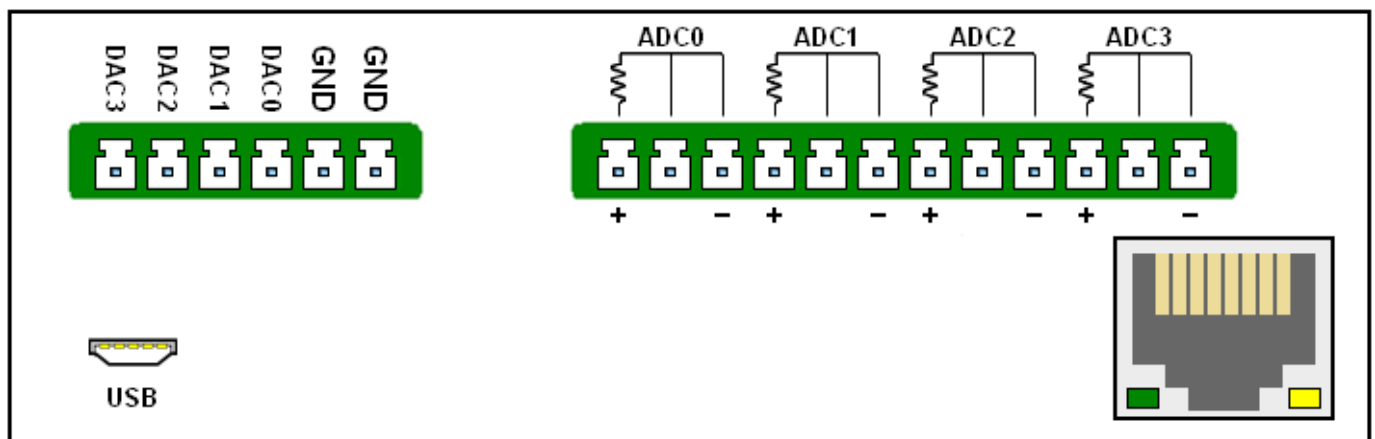 DAC3 DAC2 DAC1 DAC0 GND GND
ADC0 ADC1 ADC2 ADC3
+ − + − + − + −
USB